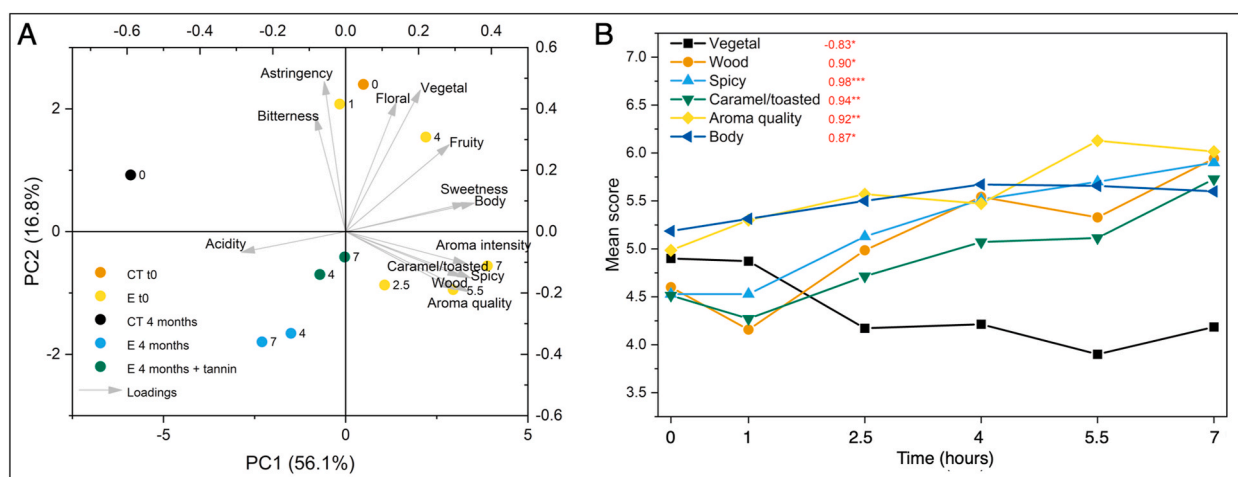 A
-0.6 -0.4 -0.2 0.0 0.2 0.4
0.6
0.4
0.2
0.0
-0.2
-0.4
-0.6
2
0
-2
PC2 (16.8%)
-5 0 5
PC1 (56.1%)
Astringency
Vegetal
Floral
Bitterness
Fruity
Sweetness
Body
Acidity
Aroma intensity
Caramel/toasted
Spicy
Wood
Aroma quality
0
1
4
0
7
4
7
2.5
5.5
4
7
CT t0
E t0
CT 4 months
E 4 months
E 4 months + tannin
Loadings
B
Vegetal -0.83*
Wood 0.90*
Spicy 0.98***
Caramel/toasted 0.94**
Aroma quality 0.92**
Body 0.87*
7.0
6.5
6.0
5.5
5.0
4.5
4.0
3.5
Mean score
0 1 2.5 4 5.5 7
Time (hours)